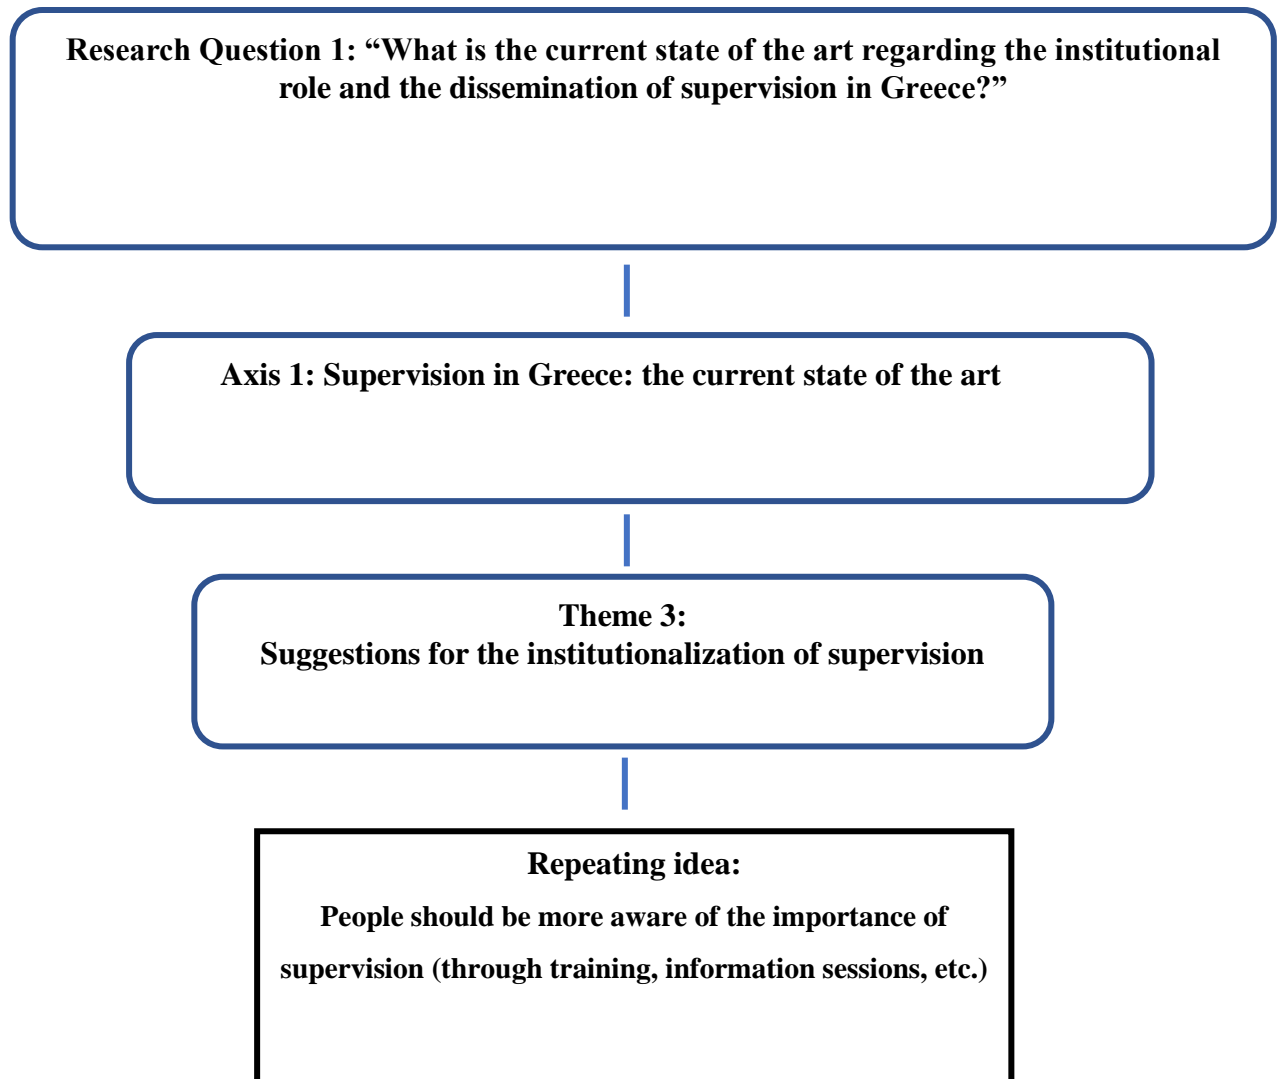 Research Question 1: “What is the current state of the art regarding the institutional
role and the dissemination of supervision in Greece?”
Axis 1: Supervision in Greece: the current state of the art
Theme 3:
Suggestions for the institutionalization of supervision
Repeating idea:
People should be more aware of the importance of
supervision (through training, information sessions, etc.)